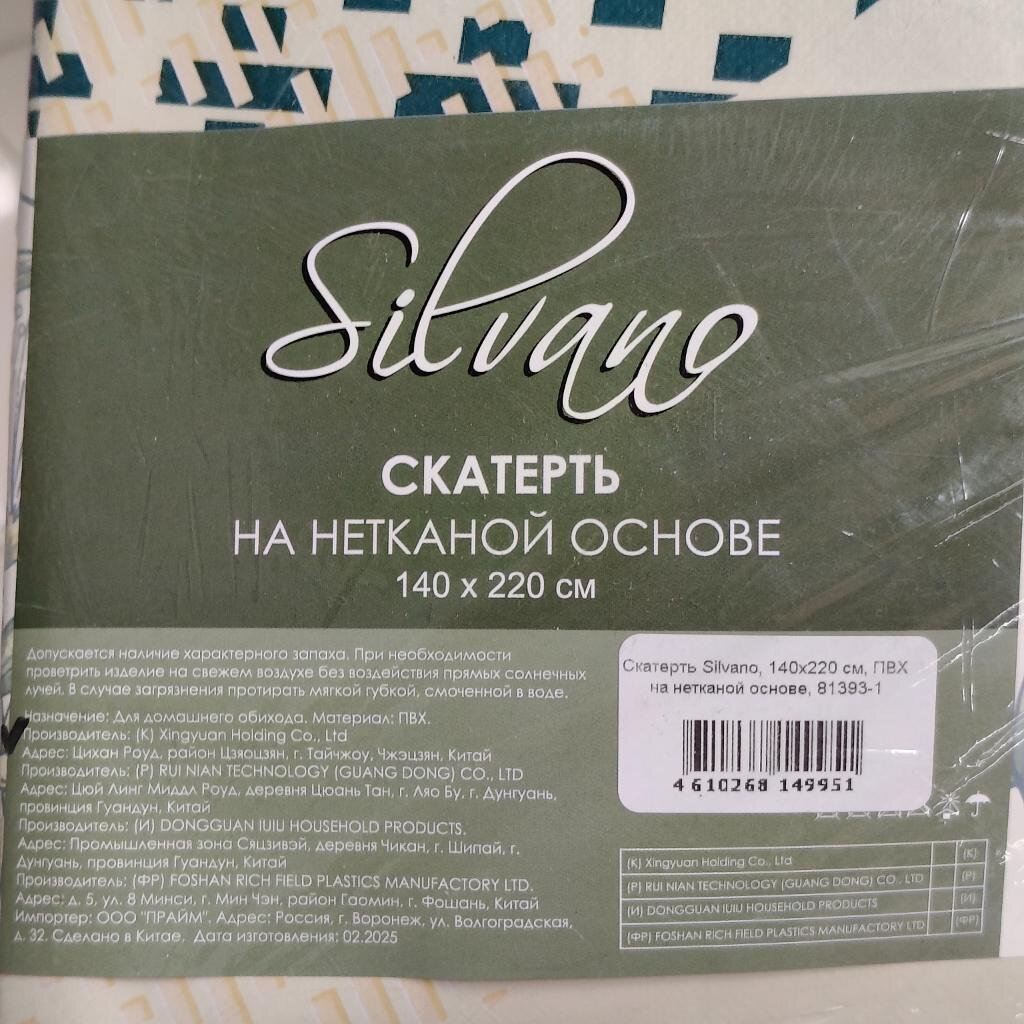 Silvano
СКАТЕРТЬ
НА НЕТКАНОЙ ОСНОВЕ
140 х 220 см
Допускается наличие характерного запаха. При необходимости
проветрить изделие на свежем воздухе без воздействия прямых солнечных
лучей. В случае загрязнения протирать мягкой губкой, смоченной в воде.
Назначение: Для домашнего обихода. Материал: ПВХ.
Производитель: (К) Xingyuan Holding Co., Ltd
Адрес: Цихан Роуд, район Цзяоцзян, г. Тайчжоу, Чжэцзян, Китай
Производитель: (Р) RUI NIAN TECHNOLOGY (GUANG DONG) CO., LTD
Адрес: Цюй Линг Миддл Роуд, деревня Цюань Тан, г. Ляо Бу, г. Дунгуань,
провинция Гуандун, Китай
Производитель: (И) DONGGUAN IUIU HOUSEHOLD PRODUCTS.
Адрес: Промышленная зона Сяцзивэй, деревня Чикан, г. Шипай, г.
Дунгуань, провинция Гуандун, Китай
Производитель: (ФР) FOSHAN RICH FIELD PLASTICS MANUFACTORY LTD.
Адрес: д. 5, ул. 8 Минси, г. Мин Чэн, район Гаомин, г. Фошань, Китай
Импортер: ООО "ПРАЙМ", Адрес: Россия, г. Воронеж, ул. Волгоградская,
д. 32. Сделано в Китае, Дата изготовления: 02.2025
Скатерть Silvano, 140х220 см, ПВХ
на нетканой основе, 81393-1
4 610268 149951
(К) Xingyuan Holding Co., Ltd (К)
(Р) RUI NIAN TECHNOLOGY (GUANG DONG) CO., LTD (Р)
(И) DONGGUAN IUIU HOUSEHOLD PRODUCTS (И)
(ФР) FOSHAN RICH FIELD PLASTICS MANUFACTORY LTD (ФР)